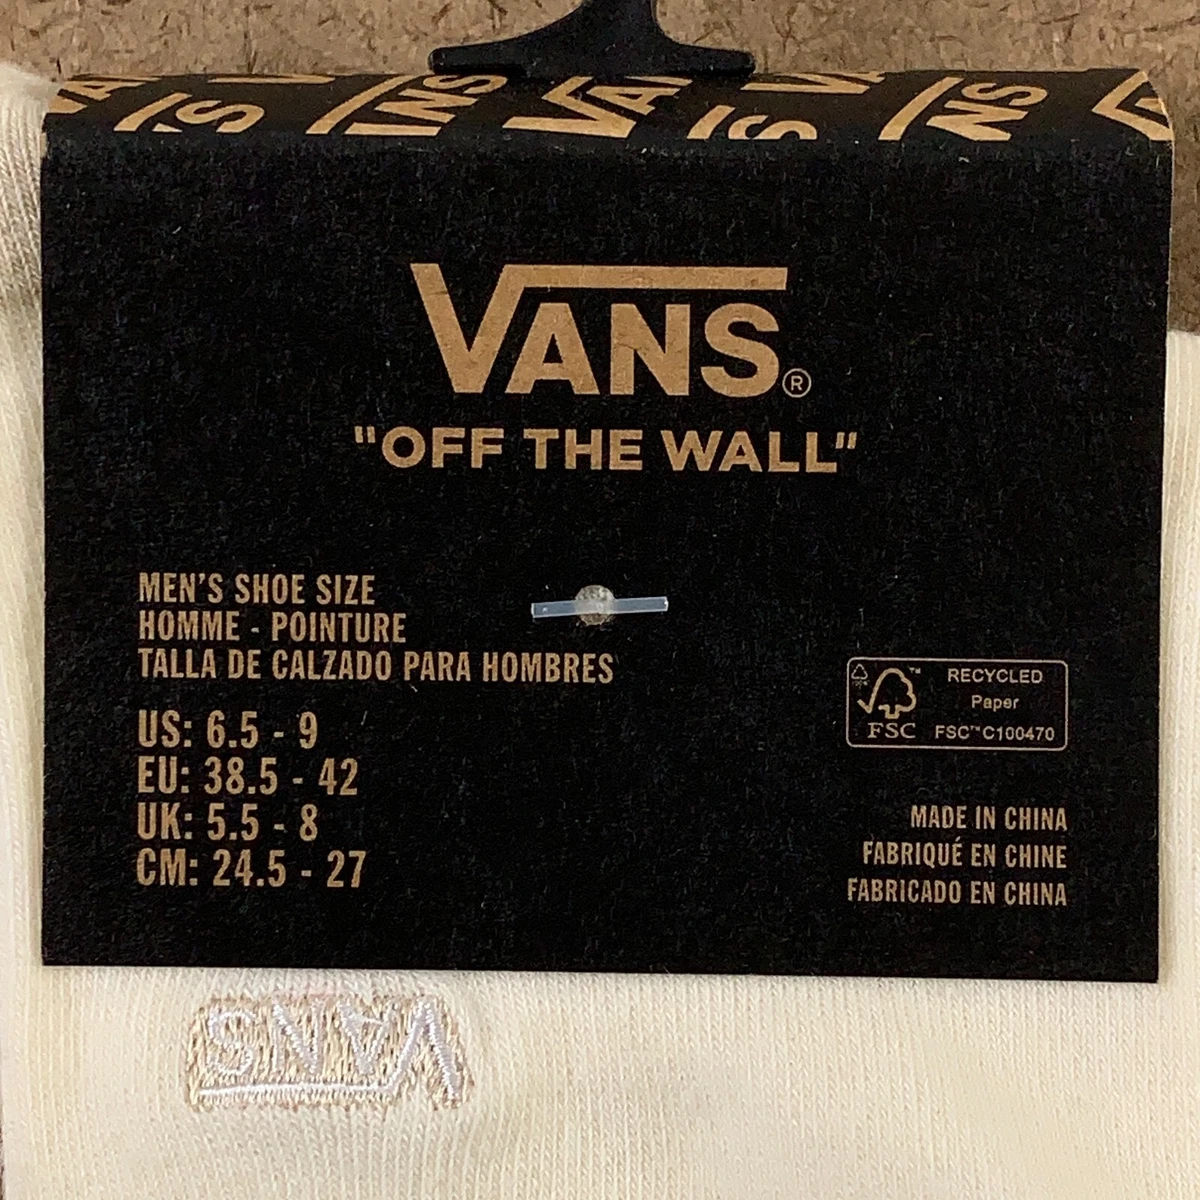 VANS
VANS®
"OFF THE WALL"
MEN'S SHOE SIZE
HOMME - POINTURE
TALLA DE CALZADO PARA HOMBRES
US: 6.5 - 9
EU: 38.5 - 42
UK: 5.5 - 8
CM: 24.5 - 27
RECYCLED
Paper
FSC
FSC™ C100470
MADE IN CHINA
FABRIQUÉ EN CHINE
FABRICADO EN CHINA
VANS